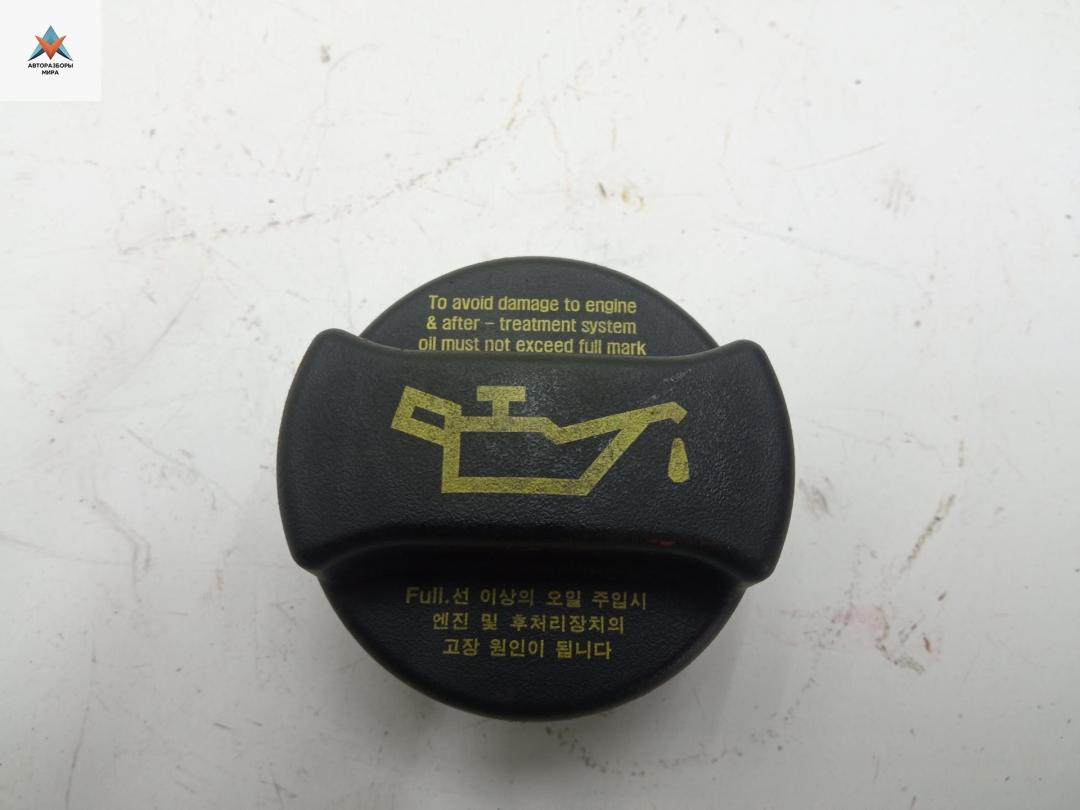 АВТОРАЗБОРЫ
МИРА
To avoid damage to engine
& after - treatment system
oil must not exceed full mark
Full.선 이상의 오일 주입시
엔진 및 후처리장치의
고장 원인이 됩니다